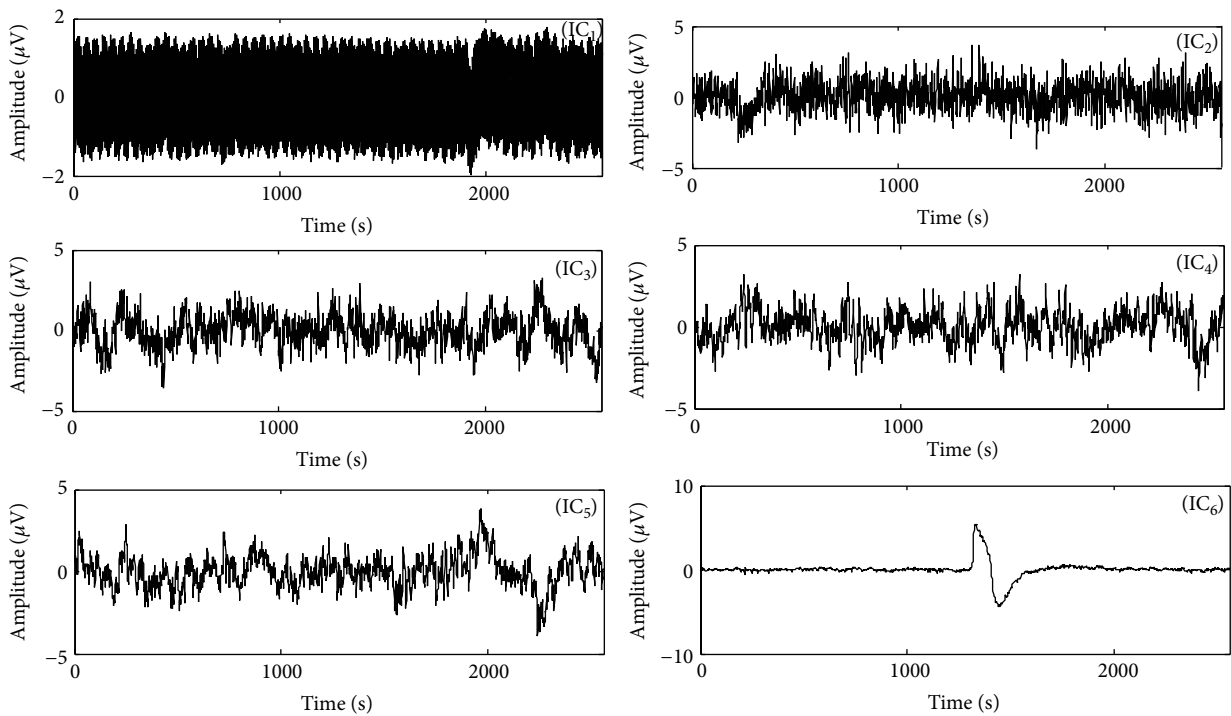 2
(IC₁)
Amplitude (μV)
0
−2
0
1000
2000
Time (s)
5
(IC₂)
Amplitude (μV)
0
−5
0
1000
2000
Time (s)
5
(IC₃)
Amplitude (μV)
0
−5
0
1000
2000
Time (s)
5
(IC₄)
Amplitude (μV)
0
−5
0
1000
2000
Time (s)
5
(IC₅)
Amplitude (μV)
0
−5
0
1000
2000
Time (s)
10
(IC₆)
Amplitude (μV)
0
−10
0
1000
2000
Time (s)